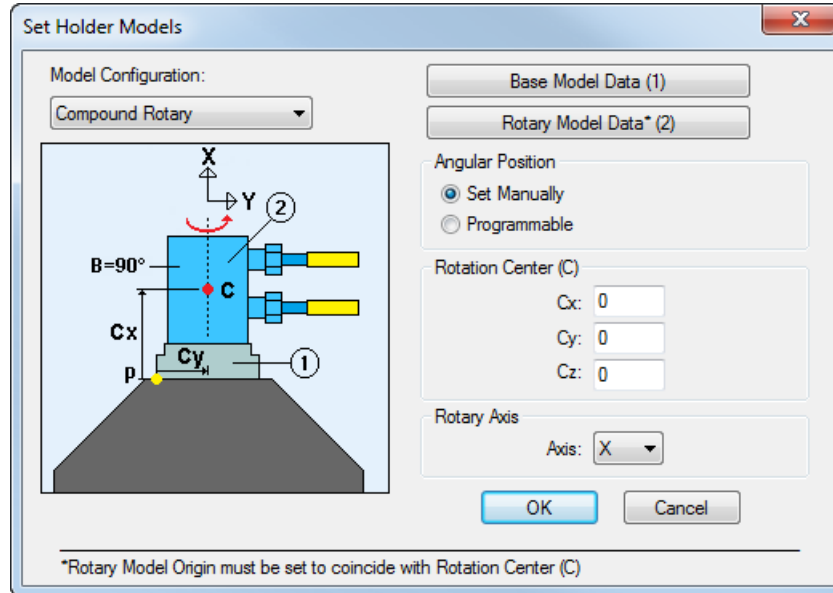 Set Holder Models
Model Configuration:
Compound Rotary
X
Y
2
B=90°
C
Cx
Cy
1
p
Base Model Data (1)
Rotary Model Data* (2)
Angular Position
Set Manually
Programmable
Rotation Center (C)
Cx: 0
Cy: 0
Cz: 0
Rotary Axis
Axis: X
OK Cancel
*Rotary Model Origin must be set to coincide with Rotation Center (C)